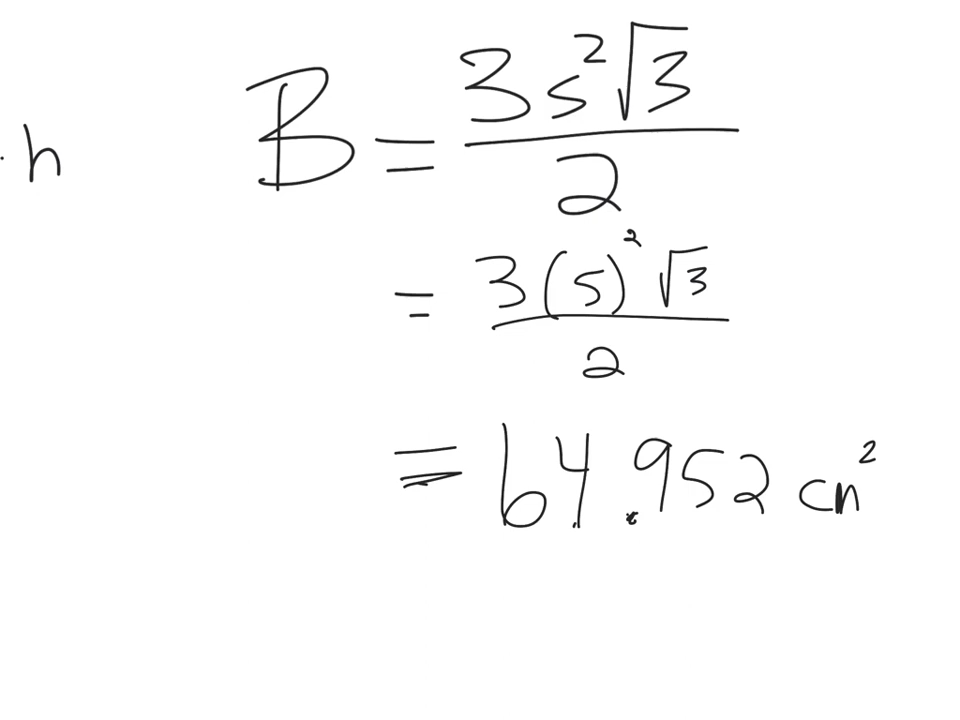 · h
B = 3s²√3 / 2
= 3(5)²√3 / 2
= 64.952 cm²